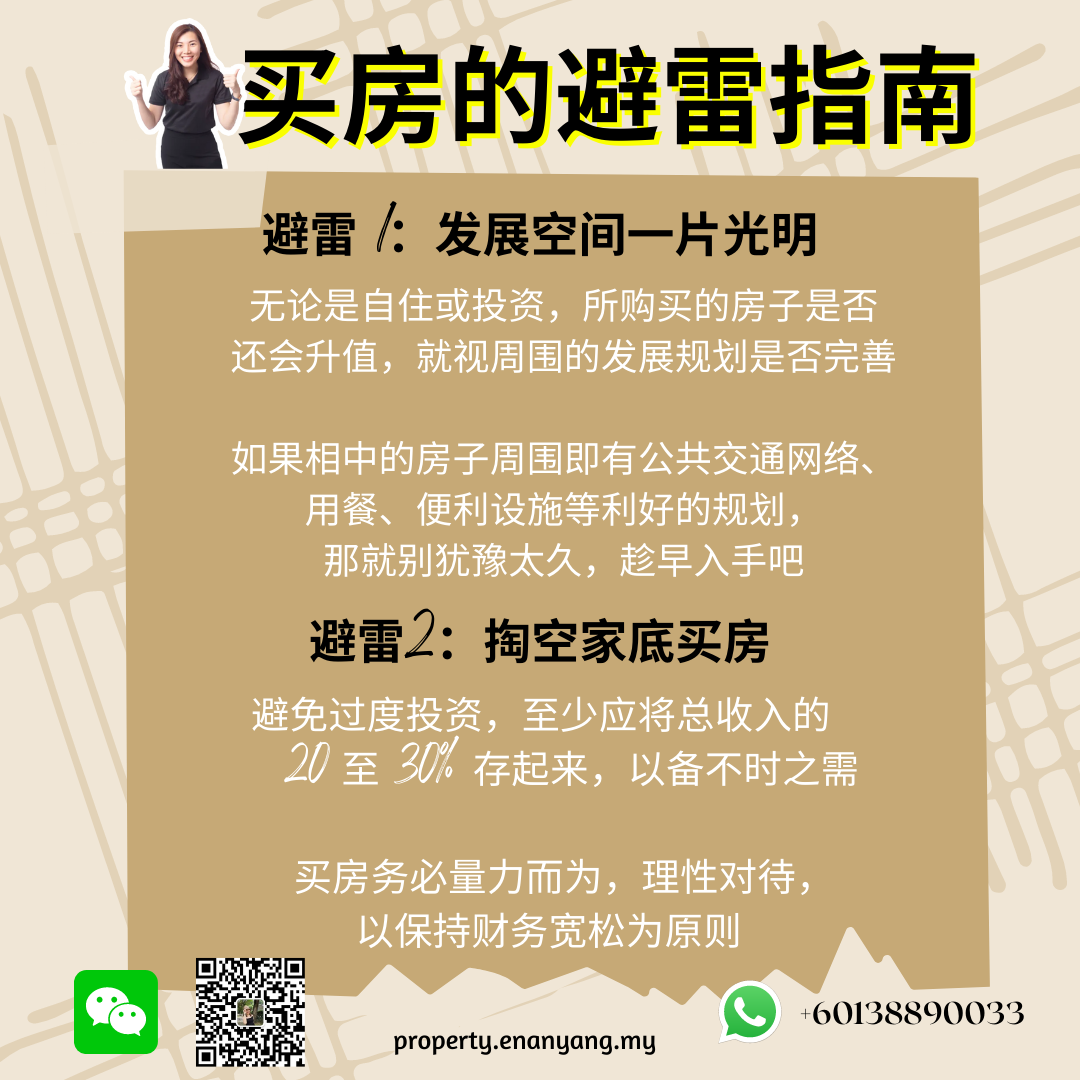 买房的避雷指南
避雷 1：发展空间一片光明
无论是自住或投资，所购买的房子是否
还会升值，就视周围的发展规划是否完善
如果相中的房子周围即有公共交通网络、
用餐、便利设施等利好的规划，
那就别犹豫太久，趁早入手吧
避雷2：掏空家底买房
避免过度投资，至少应将总收入的
20 至 30% 存起来，以备不时之需
买房务必量力而为，理性对待，
以保持财务宽松为原则
property.enanyang.my
+60138890033